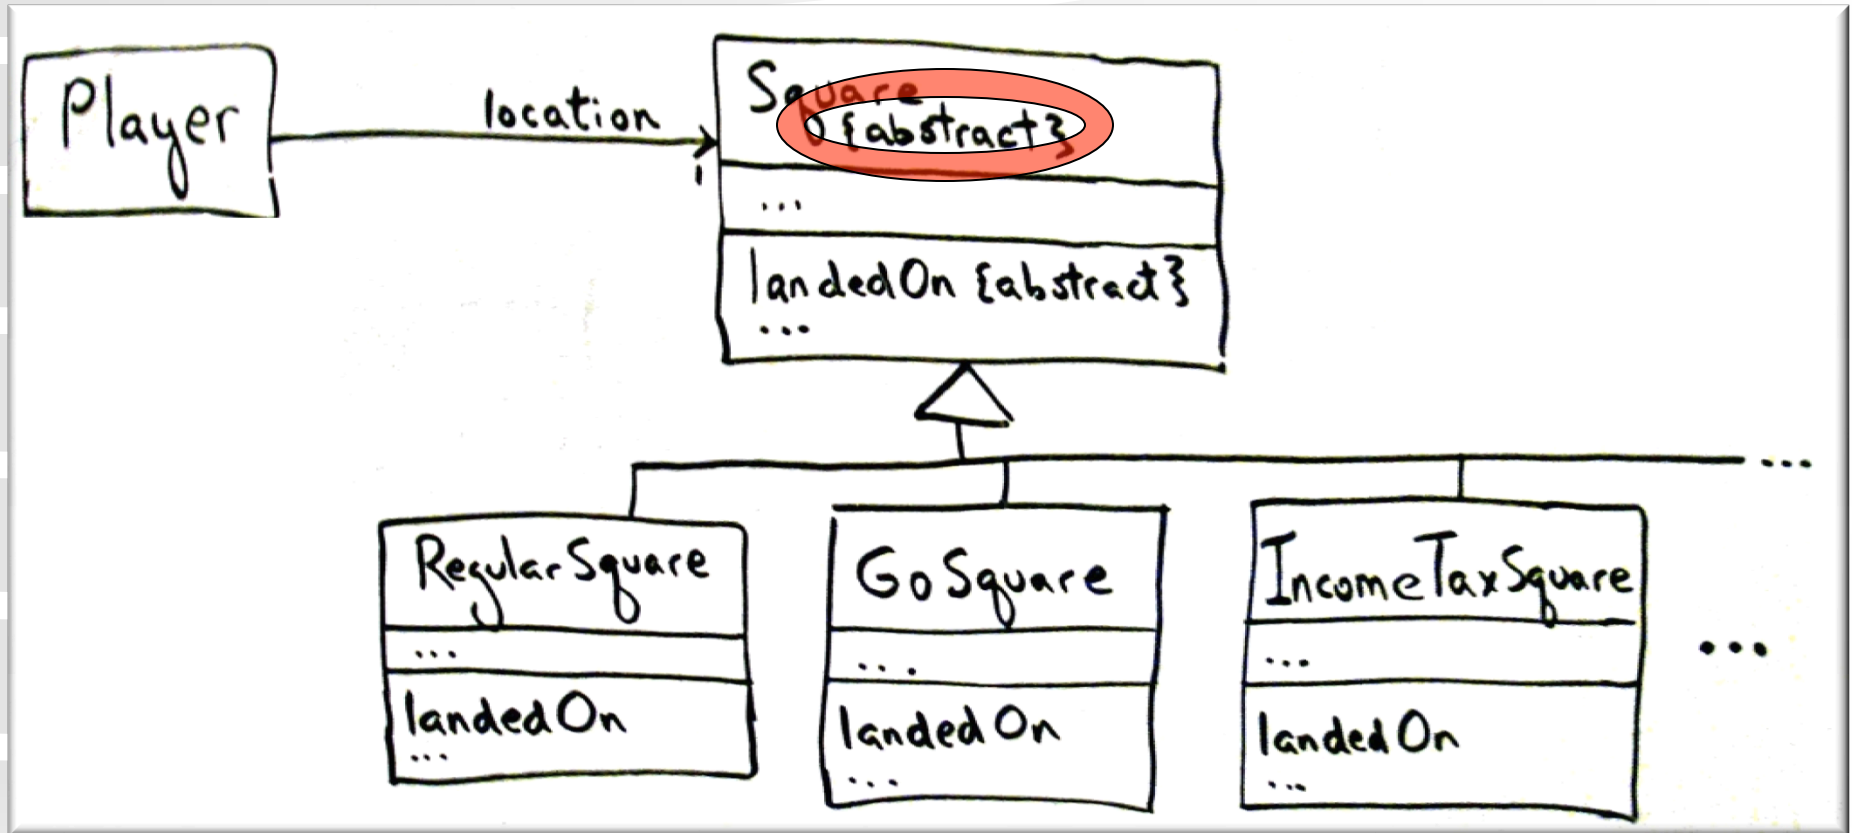 Player
location
1
Square
{abstract}
...
landedOn {abstract}
...
...
RegularSquare
...
landedOn
...
GoSquare
...
landedOn
...
IncomeTaxSquare
...
landedOn
...
...